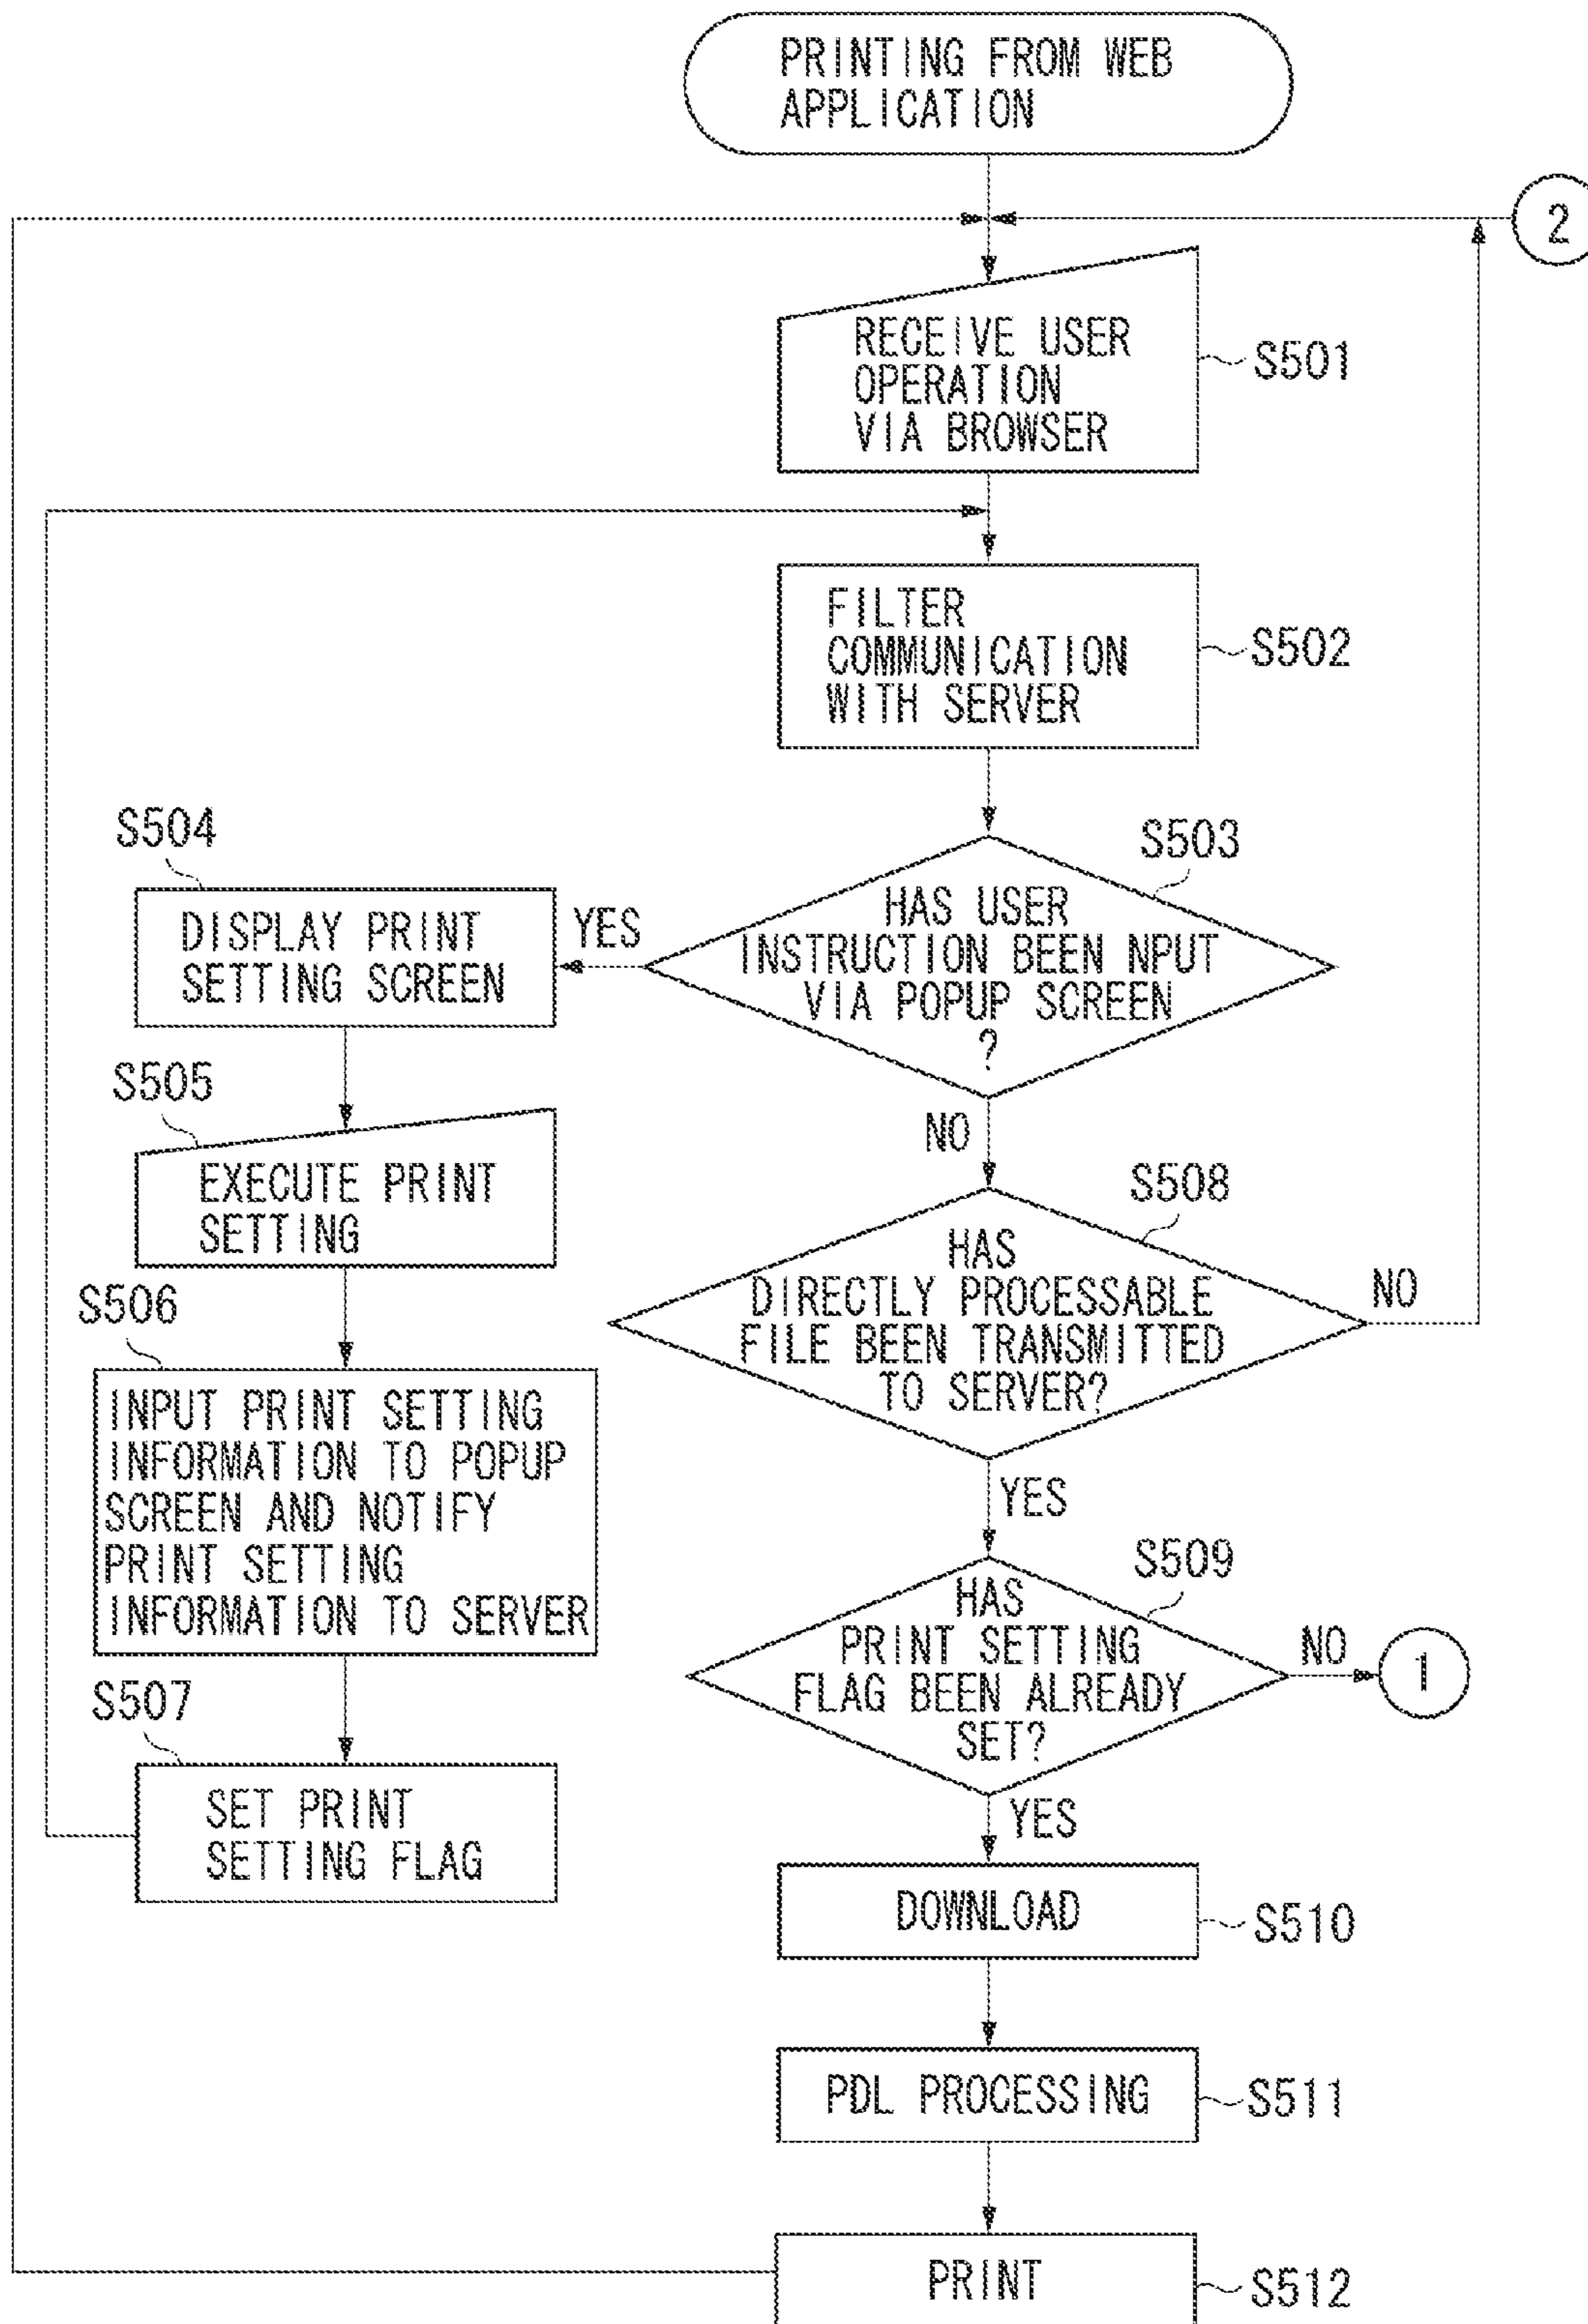 PRINTING FROM WEB
APPLICATION
2
RECEIVE USER
OPERATION
VIA BROWSER
S501
FILTER
COMMUNICATION
WITH SERVER
S502
S503
HAS USER
INSTRUCTION BEEN NPUT
VIA POPUP SCREEN
?
YES
NO
S504
DISPLAY PRINT
SETTING SCREEN
S505
EXECUTE PRINT
SETTING
S506
INPUT PRINT SETTING
INFORMATION TO POPUP
SCREEN AND NOTIFY
PRINT SETTING
INFORMATION TO SERVER
S507
SET PRINT
SETTING FLAG
S508
HAS
DIRECTLY PROCESSABLE
FILE BEEN TRANSMITTED
TO SERVER?
NO
YES
S509
HAS
PRINT SETTING
FLAG BEEN ALREADY
SET?
NO
1
YES
DOWNLOAD
S510
PDL PROCESSING
S511
PRINT
S512